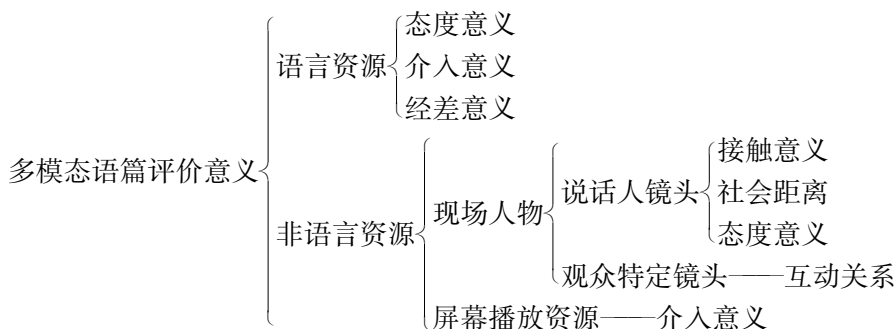 态度意义
语言资源 介入意义
经差意义
接触意义
多模态语篇评价意义
说话人镜头 社会距离
现场人物
非语言资源 态度意义
观众特定镜头——互动关系
屏幕播放资源——介入意义